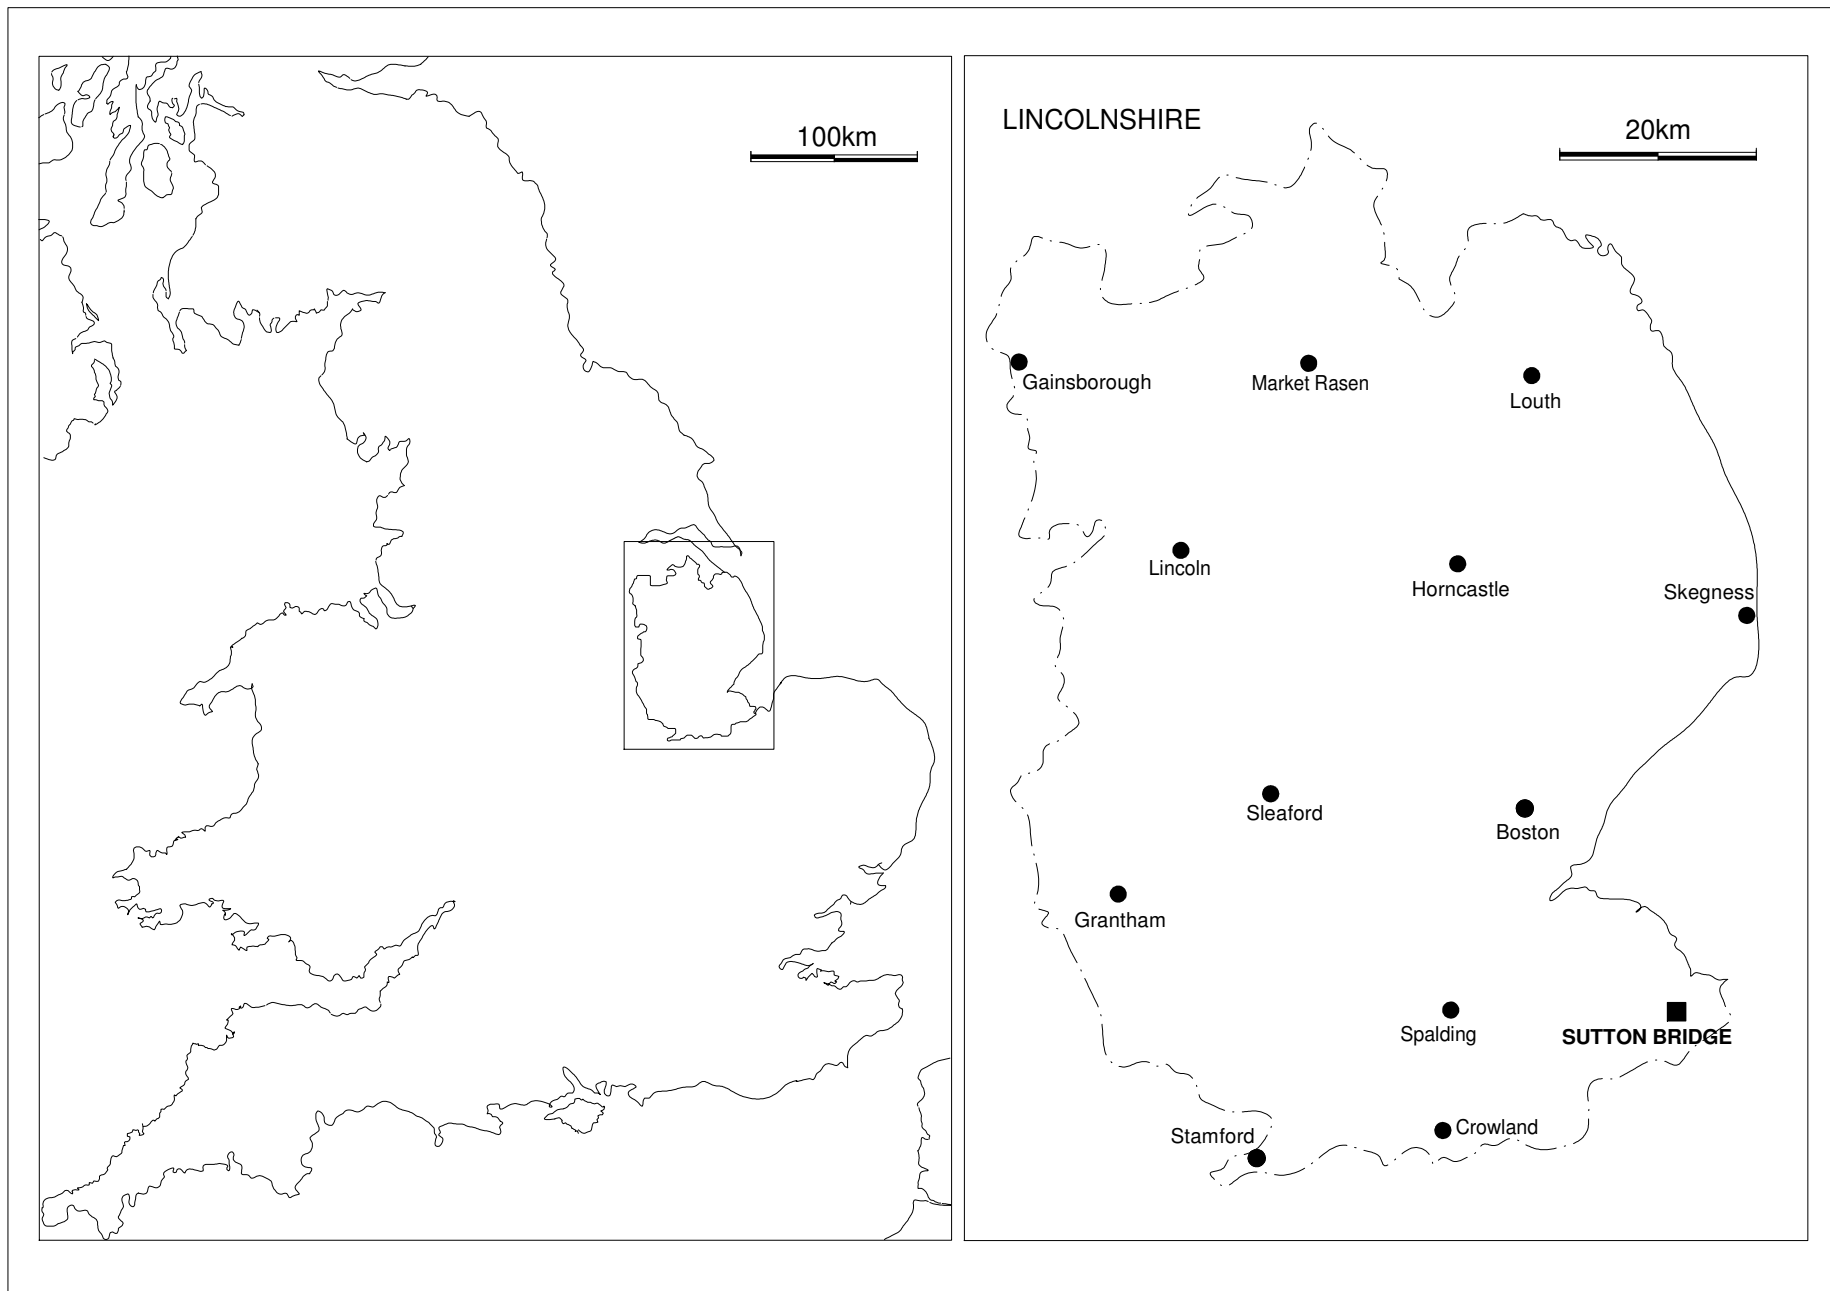 100km
LINCOLNSHIRE
20km
Gainsborough
Market Rasen
Louth
Lincoln
Horncastle
Skegness
Sleaford
Boston
Grantham
Spalding
SUTTON BRIDGE
Stamford
Crowland